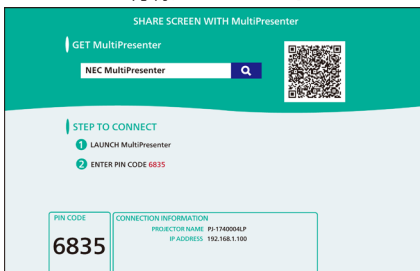 SHARE SCREEN WITH MultiPresenter
GET MultiPresenter
NEC MultiPresenter
STEP TO CONNECT
1 LAUNCH MultiPresenter
2 ENTER PIN CODE 6835
PIN CODE
6835
CONNECTION INFORMATION
PROJECTOR NAME PJ-1740004LP
IP ADDRESS 192.168.1.100